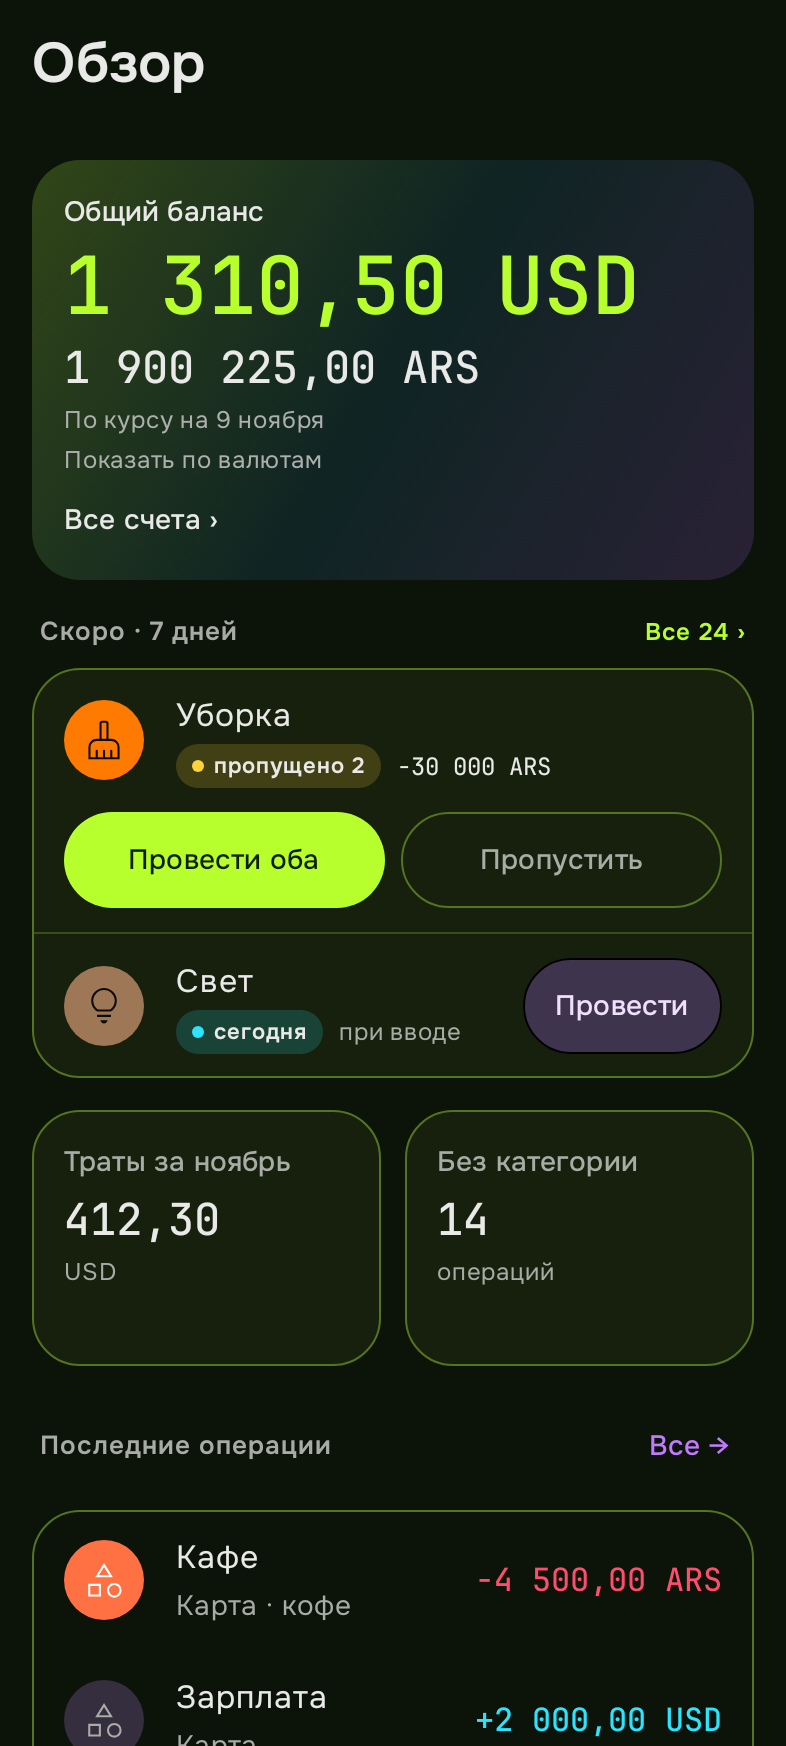 Обзор
Общий баланс
1 310,50 USD
1 900 225,00 ARS
По курсу на 9 ноября
Показать по валютам
Все счета ›
Скоро · 7 дней
Все 24 ›
Уборка
пропущено 2
-30 000 ARS
Провести оба
Пропустить
Свет
сегодня
при вводе
Провести
Траты за ноябрь
412,30
USD
Без категории
14
операций
Последние операции
Все →
Кафе
Карта · кофе
-4 500,00 ARS
Зарплата
+2 000,00 USD
Карта